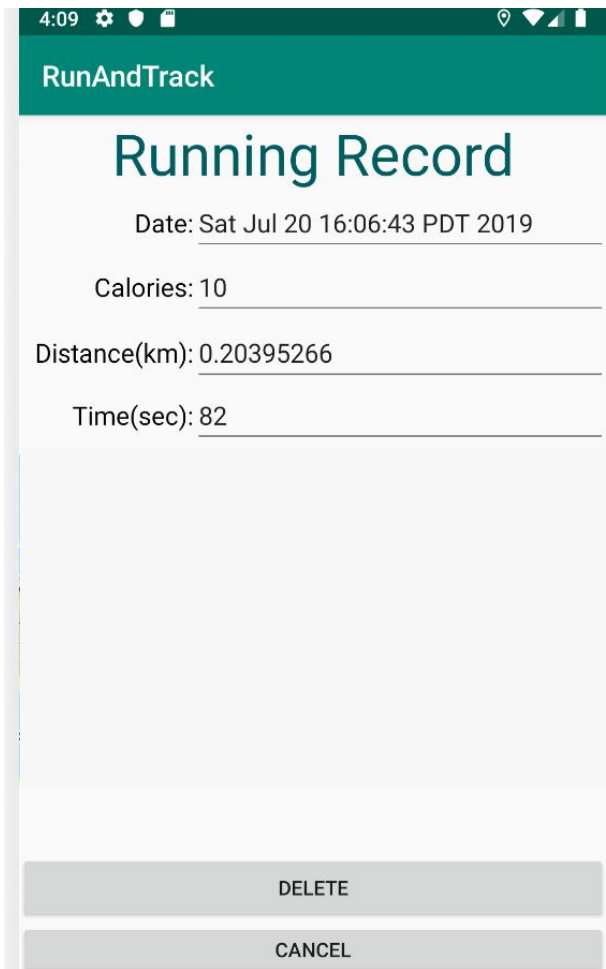 4:09
RunAndTrack
Running Record
Date: Sat Jul 20 16:06:43 PDT 2019
Calories: 10
Distance(km): 0.20395266
Time(sec): 82
DELETE
CANCEL